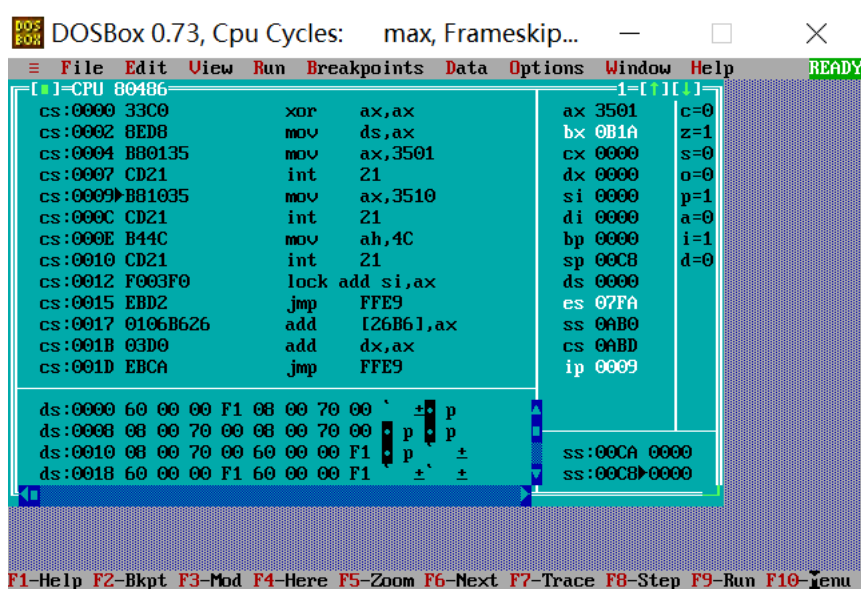 DOSBox 0.73, Cpu Cycles: max, Frameskip...
≡ File Edit View Run Breakpoints Data Options Window Help READY
[■]=CPU 80486 1=[↑][↓]
cs:0000 33C0 xor ax,ax ax 3501 c=0
cs:0002 8ED8 mov ds,ax bx 0B1A z=1
cs:0004 B80135 mov ax,3501 cx 0000 s=0
cs:0007 CD21 int 21 dx 0000 o=0
cs:0009►B81035 mov ax,3510 si 0000 p=1
cs:000C CD21 int 21 di 0000 a=0
cs:000E B44C mov ah,4C bp 0000 i=1
cs:0010 CD21 int 21 sp 00C8 d=0
cs:0012 F003F0 lock add si,ax ds 0000
cs:0015 EBD2 jmp FFE9 es 07FA
cs:0017 0106B626 add [26B6],ax ss 0AB0
cs:001B 03D0 add dx,ax cs 0ABD
cs:001D EBCA jmp FFE9 ip 0009
ds:0000 60 00 00 F1 08 00 70 00 ` ±◘ p
ds:0008 08 00 70 00 08 00 70 00 ◘ p ◘ p
ds:0010 08 00 70 00 60 00 00 F1 ◘ p ` ± ss:00CA 0000
ds:0018 60 00 00 F1 60 00 00 F1 ` ±` ± ss:00C8►0000
F1-Help F2-Bkpt F3-Mod F4-Here F5-Zoom F6-Next F7-Trace F8-Step F9-Run F10-Menu